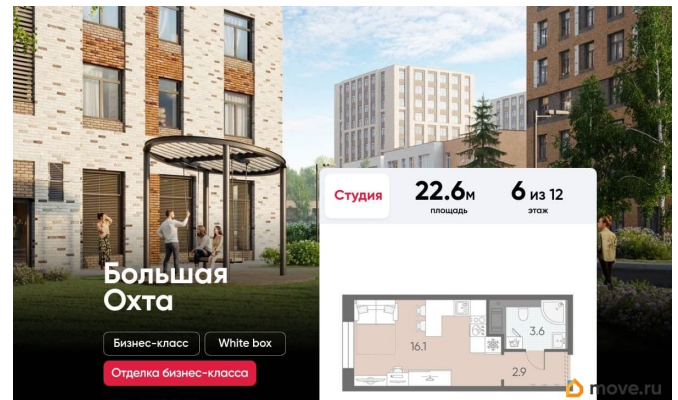 Студия
22.6м
площадь
6 из 12
этаж
Большая
Охта
Бизнес-класс
White box
Отделка бизнес-класса
16.1
3.6
2.9
move.ru